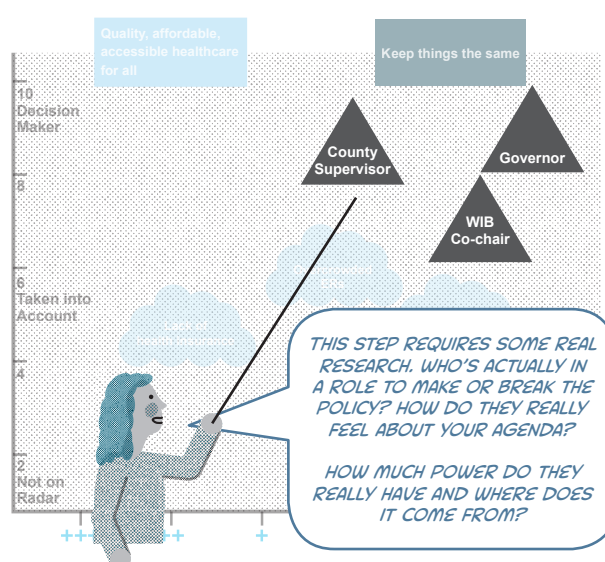 Quality, affordable,
accessible healthcare
for all
Keep things the same
10
Decision
Maker
County
Supervisor
Governor
8
WIB
Co-chair
6
Taken into
Account
4
THIS STEP REQUIRES SOME REAL
RESEARCH. WHO'S ACTUALLY IN
A ROLE TO MAKE OR BREAK THE
POLICY? HOW DO THEY REALLY
FEEL ABOUT YOUR AGENDA?
HOW MUCH POWER DO THEY
REALLY HAVE AND WHERE DOES
IT COME FROM?
2
Not on
Radar
+++
++
+